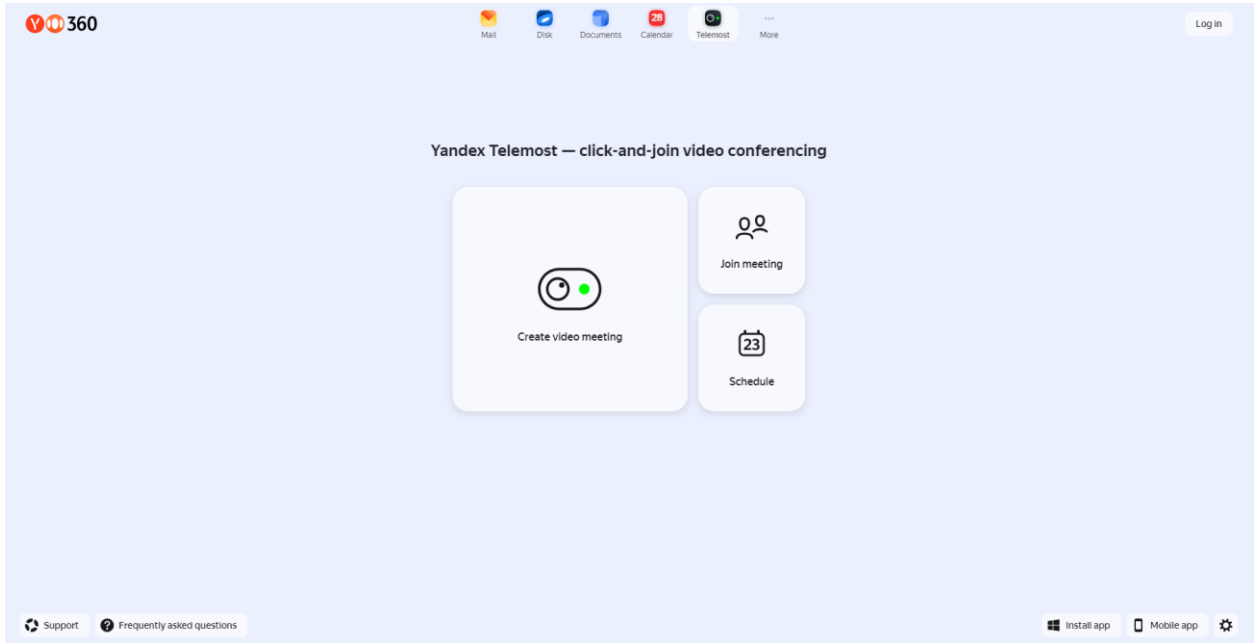 Y 360
28
Mail Disk Documents Calendar Telemost More
Log in
Yandex Telemost — click-and-join video conferencing
Create video meeting
Join meeting
23
Schedule
Support Frequently asked questions
Install app Mobile app